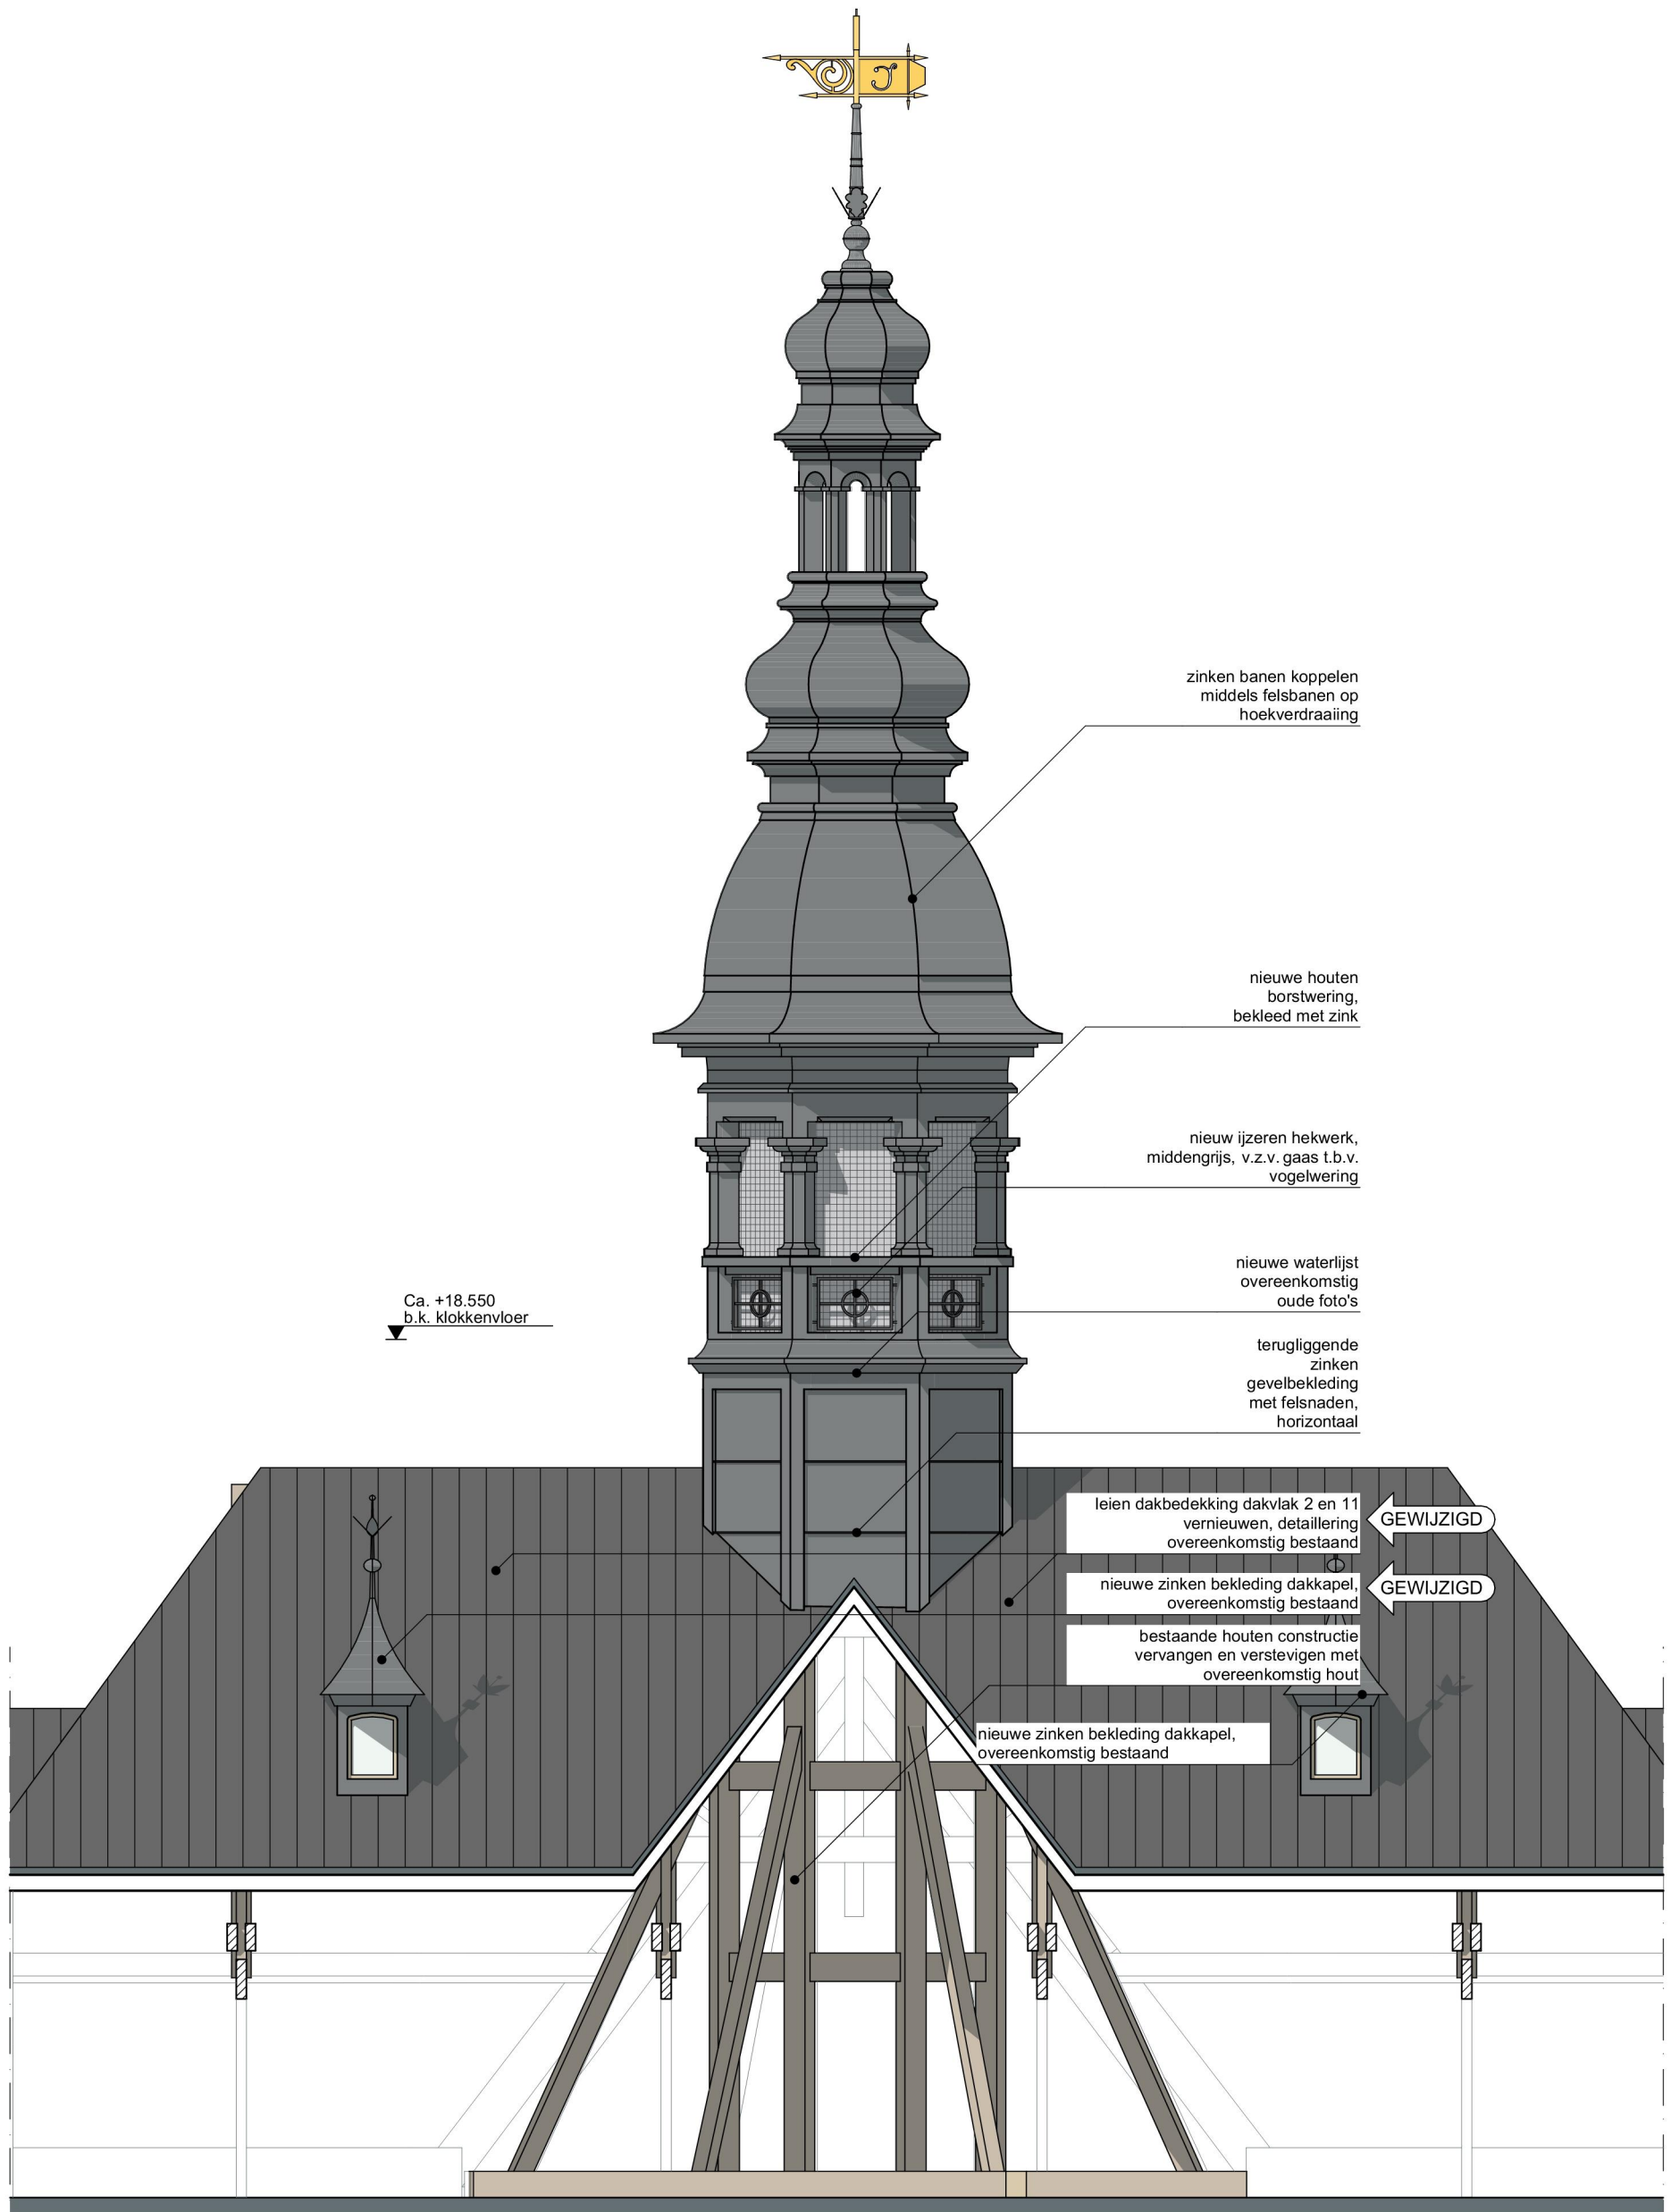 zinken banen koppelen
middels felsbanen op
hoekverdraaiing
nieuwe houten
borstwering,
bekleed met zink
nieuw ijzeren hekwerk,
middengrijs, v.z.v. gaas t.b.v.
vogelwering
nieuwe waterlijst
overeenkomstig
oude foto's
Ca. +18.550
b.k. klokkenvloer
terugliggende
zinken
gevelbekleding
met felsnaden,
horizontaal
leien dakbedekking dakvlak 2 en 11
vernieuwen, detaillering
overeenkomstig bestaand
GEWIJZIGD
nieuwe zinken bekleding dakkapel,
overeenkomstig bestaand
GEWIJZIGD
bestaande houten constructie
vervangen en verstevigen met
overeenkomstig hout
nieuwe zinken bekleding dakkapel,
overeenkomstig bestaand